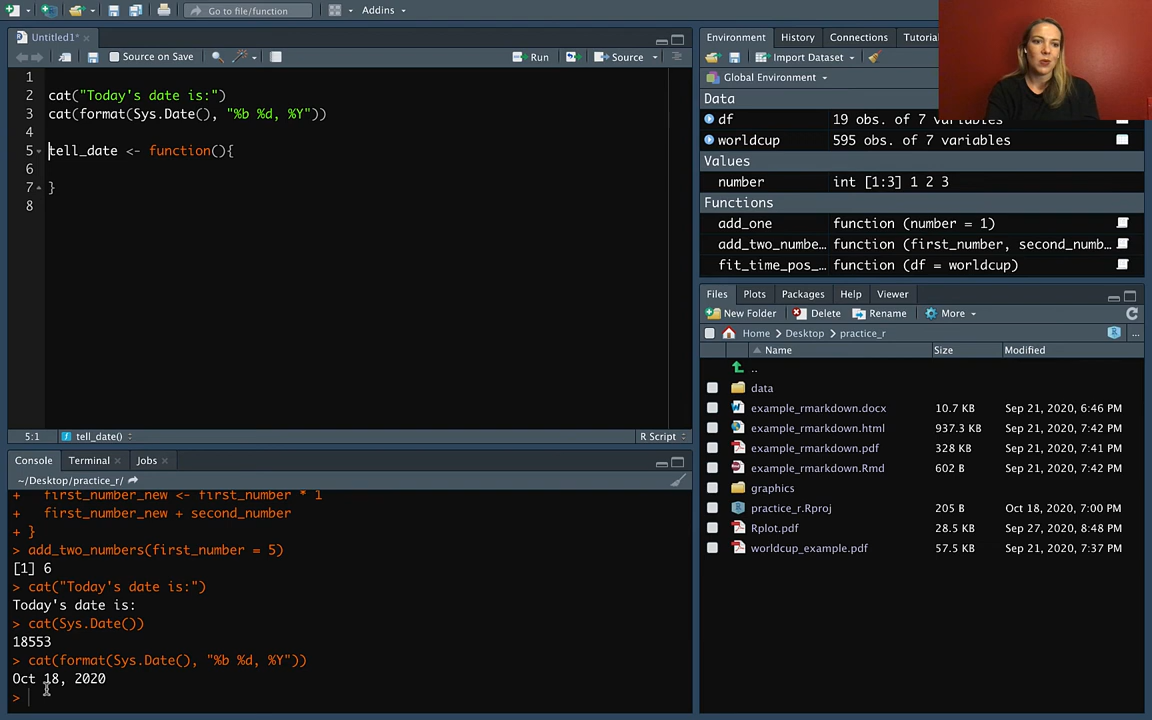 Go to file/function
Addins
Untitled1*
Source on Save
Run
Source
1
2 cat("Today's date is:")
3 cat(format(Sys.Date(), "%b %d, %Y"))
4
5 tell_date <- function(){
6
7 }
8
5:1 tell_date() R Script
Console Terminal Jobs
~/Desktop/practice_r/
+ first_number_new <- first_number * 1
+ first_number_new + second_number
+ }
> add_two_numbers(first_number = 5)
[1] 6
> cat("Today's date is:")
Today's date is:
> cat(Sys.Date())
18553
> cat(format(Sys.Date(), "%b %d, %Y"))
Oct 18, 2020
>
Environment History Connections Tutorial
Import Dataset
Global Environment
Data
df 19 obs. of 7 variables
worldcup 595 obs. of 7 variables
Values
number int [1:3] 1 2 3
Functions
add_one function (number = 1)
add_two_numbe… function (first_number, second_numb…
fit_time_pos_… function (df = worldcup)
Files Plots Packages Help Viewer
New Folder Delete Rename More
Home Desktop practice_r ...
Name Size Modified
..
data
example_rmarkdown.docx 10.7 KB Sep 21, 2020, 6:46 PM
example_rmarkdown.html 937.3 KB Sep 21, 2020, 7:42 PM
example_rmarkdown.pdf 328 KB Sep 21, 2020, 7:41 PM
example_rmarkdown.Rmd 602 B Sep 21, 2020, 7:42 PM
graphics
practice_r.Rproj 205 B Oct 18, 2020, 7:00 PM
Rplot.pdf 28.5 KB Sep 27, 2020, 8:48 PM
worldcup_example.pdf 57.5 KB Sep 21, 2020, 7:37 PM